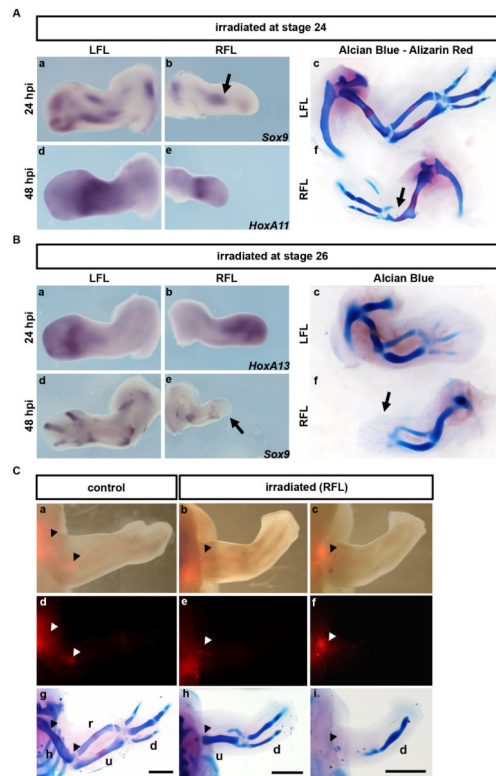 A
irradiated at stage 24
LFL RFL Alcian Blue - Alizarin Red
a b c
24 hpi
Sox9
LFL
d e f
48 hpi
HoxA11
RFL
B
irradiated at stage 26
LFL RFL Alcian Blue
a b c
24 hpi
HoxA13
LFL
d e f
48 hpi
Sox9
RFL
C
control irradiated (RFL)
a b c
d e f
g h i
r
h u d u d d